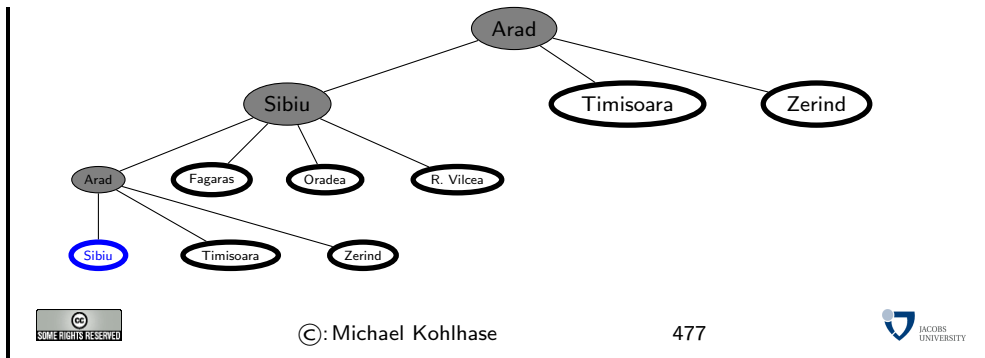 Arad
Sibiu Timisoara Zerind
Arad Fagaras Oradea R. Vilcea
Sibiu Timisoara Zerind
cc
SOME RIGHTS RESERVED
©: Michael Kohlhase 477
JACOBS
UNIVERSITY